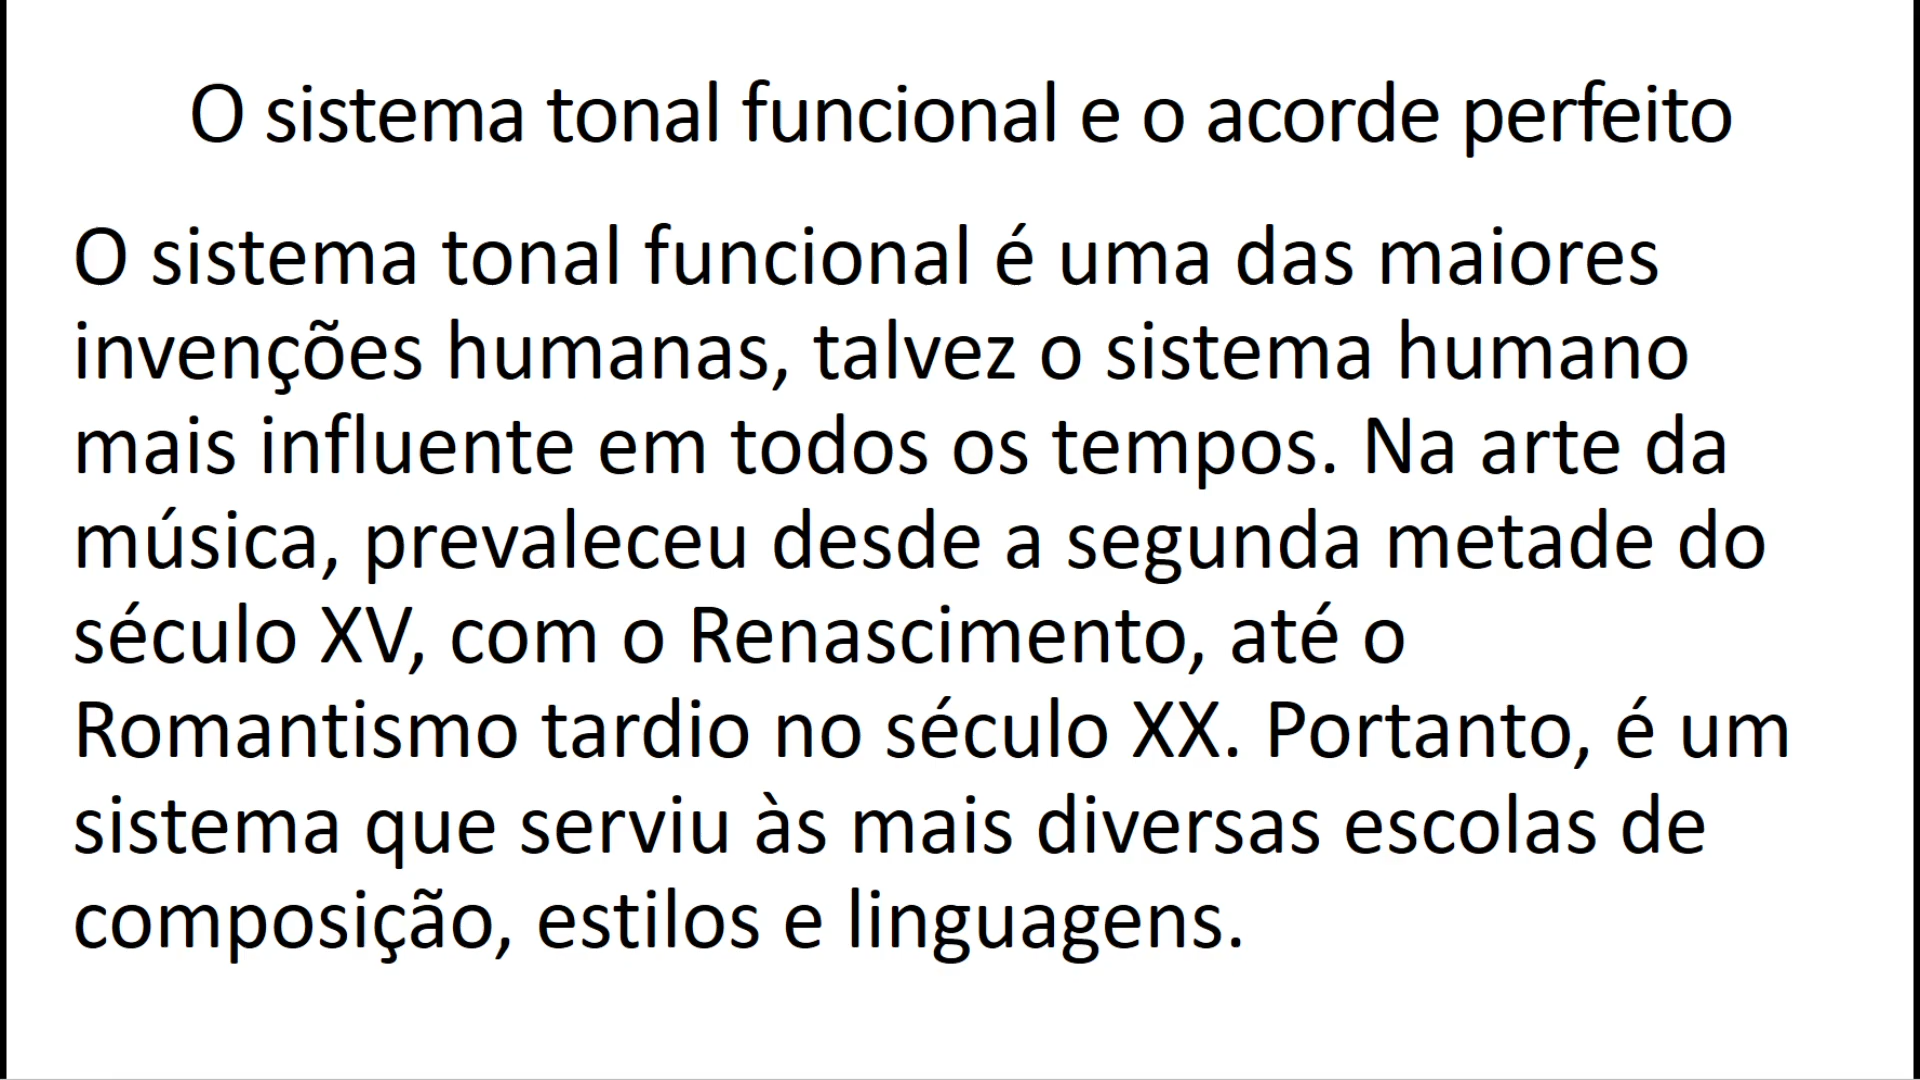 O sistema tonal funcional e o acorde perfeito
O sistema tonal funcional é uma das maiores
invenções humanas, talvez o sistema humano
mais influente em todos os tempos. Na arte da
música, prevaleceu desde a segunda metade do
século XV, com o Renascimento, até o
Romantismo tardio no século XX. Portanto, é um
sistema que serviu às mais diversas escolas de
composição, estilos e linguagens.